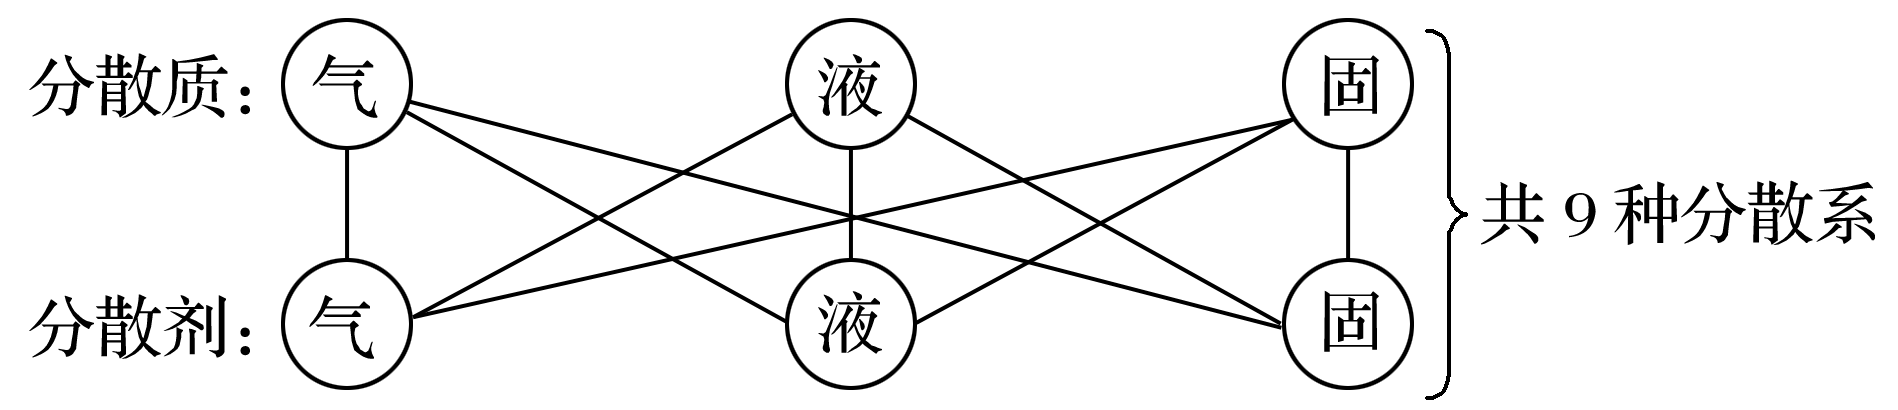 分散质： 气 液 固
共 9 种分散系
分散剂： 气 液 固